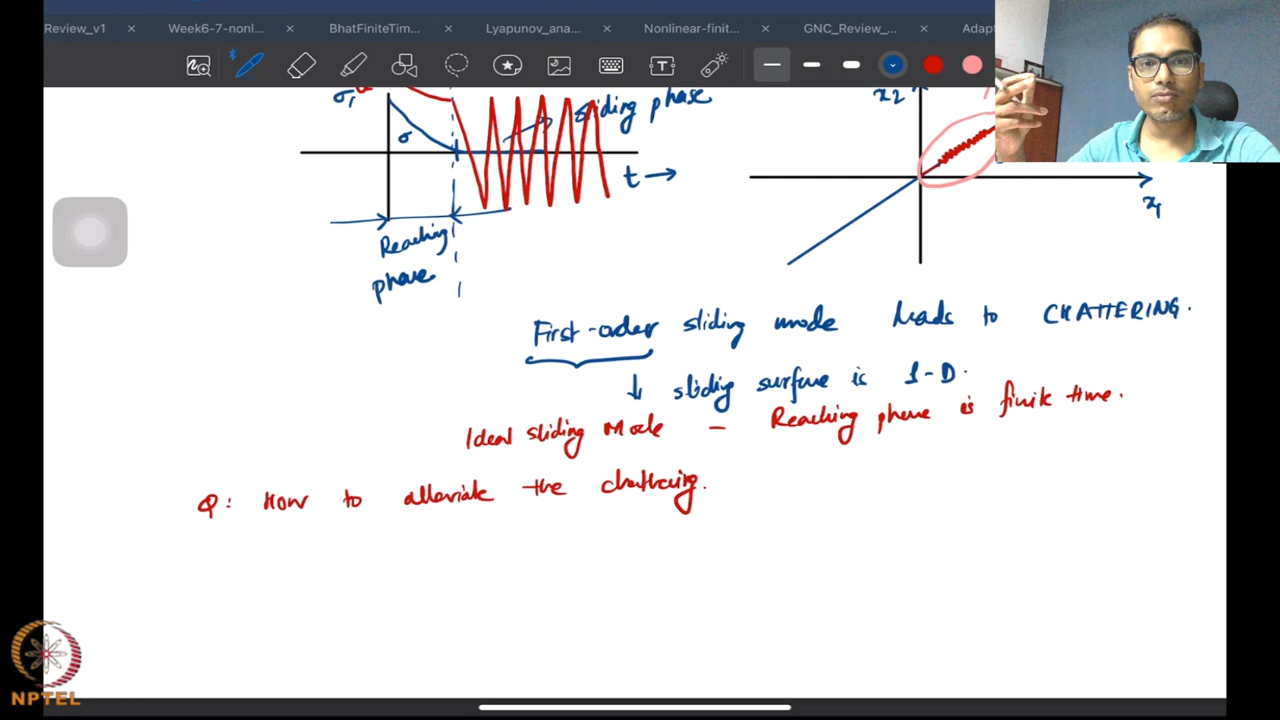 Review_v1
Week6-7-nonl...
BhatFiniteTim...
Lyapunov_ana...
Nonlinear-finit...
GNC_Review_...
Adap
T
σ, u
σ
sliding phase
t →
Reaching
phase
x2
x1
First-order sliding mode leads to CHATTERING.
↓ sliding surface is 1-D.
Ideal sliding Mode - Reaching phase is finite time.
Q: How to alleviate the chattering.
NPTEL